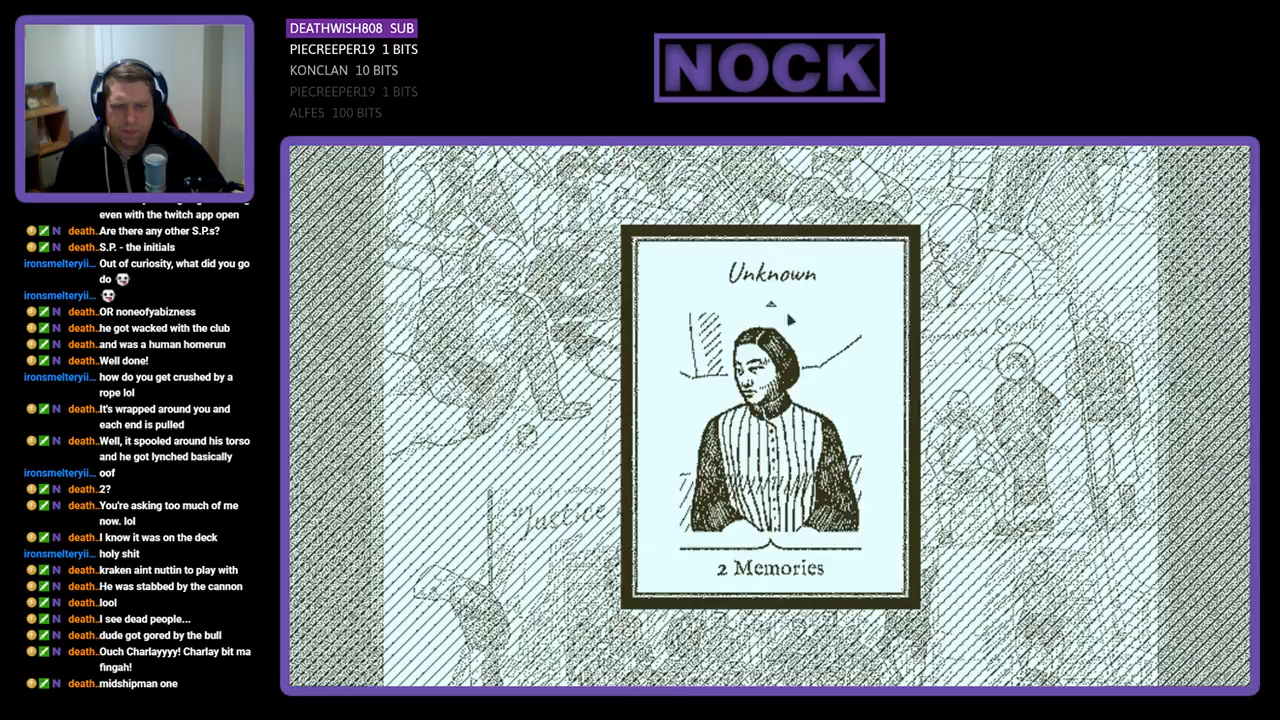 DEATHWISH808 SUB
PIECREEPER19 1 BITS
KONCLAN 10 BITS
PIECREEPER19 1 BITS
ALFE5 100 BITS
NOCK
even with the twitch app open
death..Are there any other S.P.s?
death..S.P. - the initials
ironsmelteryii... Out of curiosity, what did you go
do
ironsmelteryii...
death..OR noneofyabizness
death..he got wacked with the club
death..and was a human homerun
death..Well done!
ironsmelteryii... how do you get crushed by a
rope lol
death..It's wrapped around you and
each end is pulled
death..Well, it spooled around his torso
and he got lynched basically
ironsmelteryii... oof
death..2?
death..You're asking too much of me
now. lol
death..I know it was on the deck
ironsmelteryii... holy shit
death..kraken aint nuttin to play with
death..He was stabbed by the cannon
death..lool
death..I see dead people...
death..dude got gored by the bull
death..Ouch Charlayyyy! Charlay bit ma
fingah!
death..midshipman one
Unknown
2 Memories
Justice